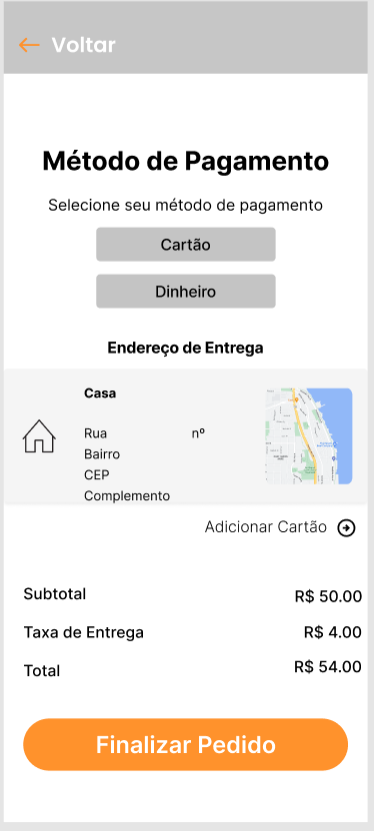 Voltar
Método de Pagamento
Selecione seu método de pagamento
Cartão
Dinheiro
Endereço de Entrega
Casa
Rua nº
Bairro
CEP
Complemento
Adicionar Cartão
Subtotal R$ 50.00
Taxa de Entrega R$ 4.00
Total R$ 54.00
Finalizar Pedido